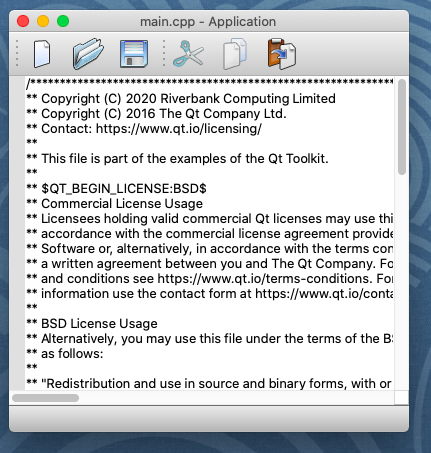 main.cpp - Application
/****************************************************************
** Copyright (C) 2020 Riverbank Computing Limited
** Copyright (C) 2016 The Qt Company Ltd.
** Contact: https://www.qt.io/licensing/
**
** This file is part of the examples of the Qt Toolkit.
**
** $QT_BEGIN_LICENSE:BSD$
** Commercial License Usage
** Licensees holding valid commercial Qt licenses may use thi
** accordance with the commercial license agreement provide
** Software or, alternatively, in accordance with the terms con
** a written agreement between you and The Qt Company. Fo
** and conditions see https://www.qt.io/terms-conditions. For
** information use the contact form at https://www.qt.io/conta
**
** BSD License Usage
** Alternatively, you may use this file under the terms of the BS
** as follows:
**
** "Redistribution and use in source and binary forms, with or